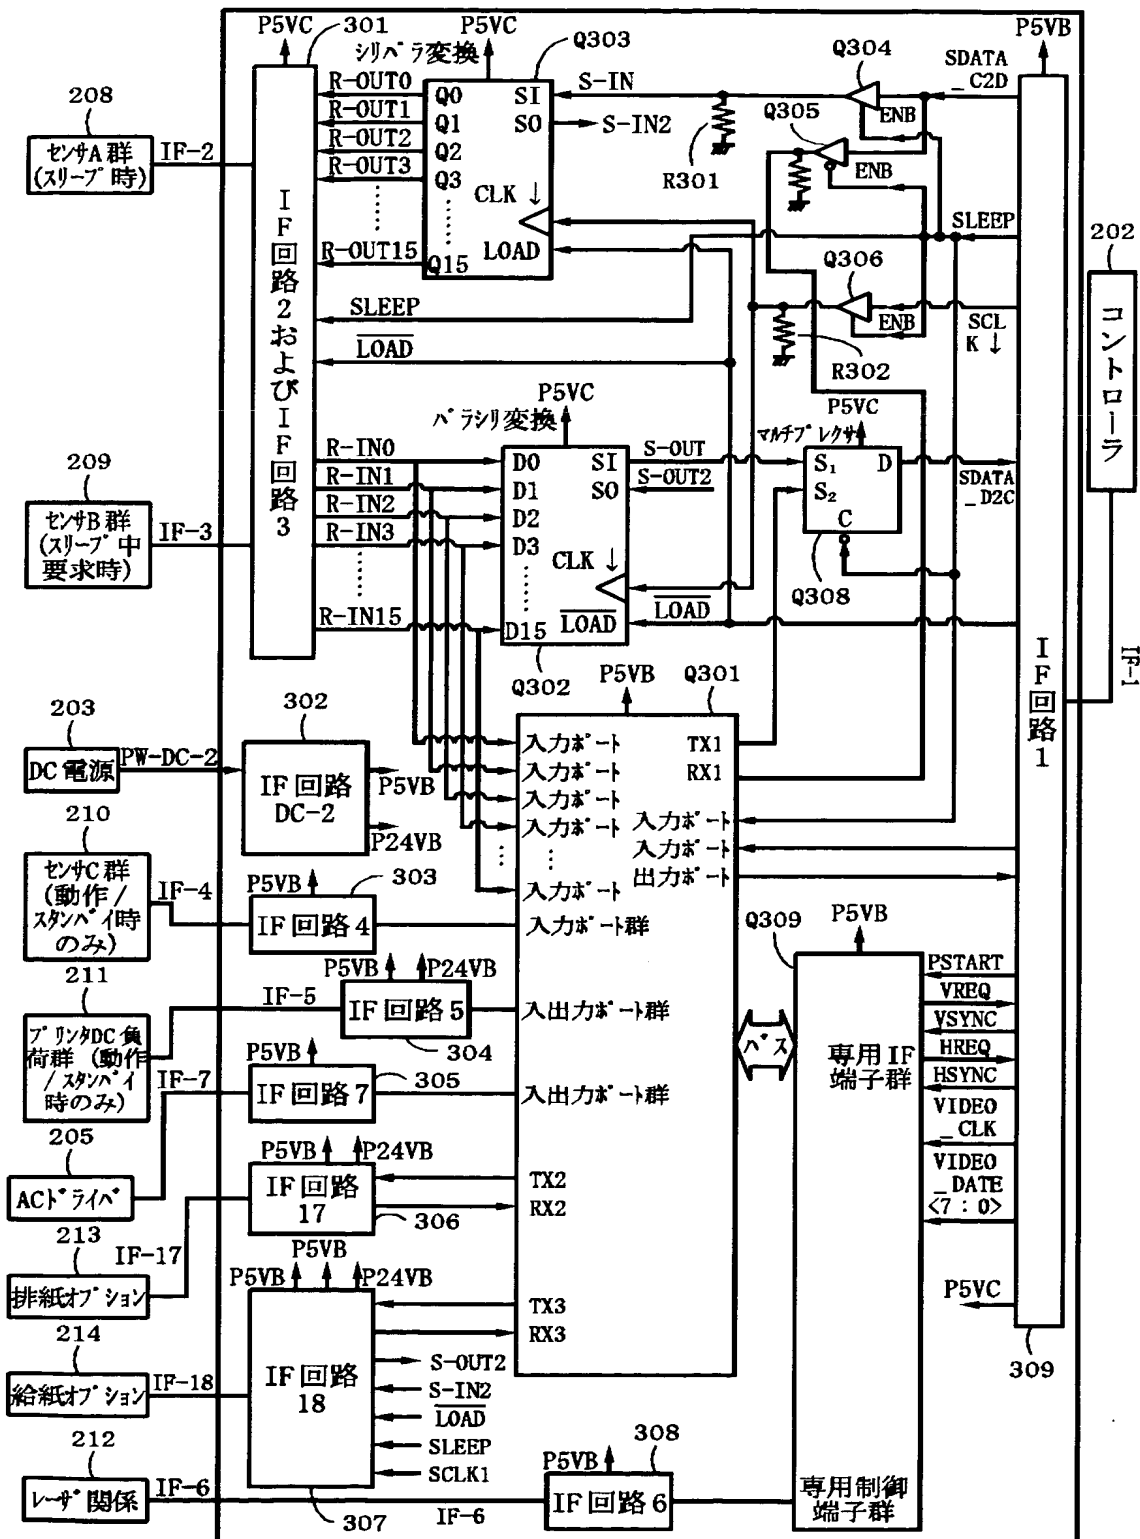 P5VC
301
P5VC
シリパラ変換
Q303
Q304
P5VB
SDATA
_C2D
R-OUT0
R-OUT1
R-OUT2
R-OUT3
R-OUT15
Q0
Q1
Q2
Q3
Q15
SI
SO
CLK ↓
LOAD
S-IN
S-IN2
R301
Q305
ENB
ENB
SLEEP
208
センサA群
(スリープ時)
IF-2
IF回路2およびIF回路3
SLEEP
LOAD
Q306
ENB
SCL
K ↓
R302
202
コントローラ
IF-1
IF回路1
P5VC
パラシリ変換
P5VC
マルチプレクサ
R-IN0
R-IN1
R-IN2
R-IN3
R-IN15
D0
D1
D2
D3
D15
SI
SO
CLK ↓
LOAD
S-OUT
S-OUT2
S1
S2
D
C
SDATA
_D2C
Q308
LOAD
209
センサB群
(スリープ中
要求時)
IF-3
Q302
P5VB
Q301
203
DC電源
PW-DC-2
302
IF回路
DC-2
P5VB
P24VB
入力ポート
入力ポート
入力ポート
入力ポート
入力ポート
TX1
RX1
入力ポート
入力ポート
出力ポート
210
センサC群
(動作/
スタンバイ時
のみ)
IF-4
P5VB
303
IF回路4
入力ポート群
211
プリンタDC負
荷群 (動作
/スタンバイ
時のみ)
IF-5
P5VB
P24VB
IF回路5
304
入出力ポート群
IF-7
P5VB
305
IF回路7
入出力ポート群
バス
Q309
P5VB
専用IF
端子群
PSTART
VREQ
VSYNC
HREQ
HSYNC
VIDEO
_CLK
VIDEO
_DATE
<7:0>
205
ACドライバ
P5VB
P24VB
IF回路
17
306
TX2
RX2
213
排紙オプション
IF-17
P5VB
P5VB
P24VB
TX3
RX3
P5VC
309
214
給紙オプション
IF-18
IF回路
18
S-OUT2
S-IN2
LOAD
SLEEP
SCLK1
307
212
レーザ関係
IF-6
IF-6
P5VB
308
IF回路6
専用制御
端子群